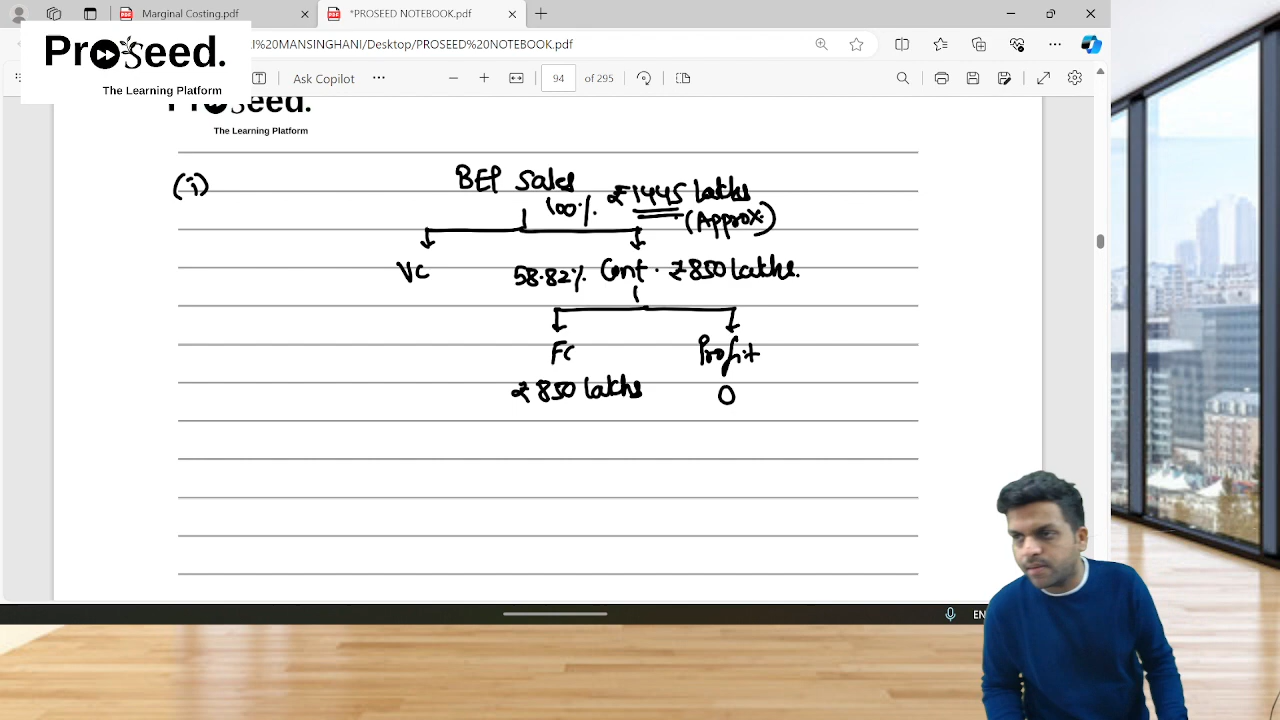 Marginal Costing.pdf
*PROSEED NOTEBOOK.pdf
MANSINGHANI/Desktop/PROSEED%20NOTEBOOK.pdf
Proseed.
The Learning Platform
Ask Copilot
94 of 295
The Learning Platform
(i)
BEP Sales ₹1445 lakhs
100%. (Approx.)
VC 58.82% Cont. ₹850 lakhs.
FC Profit
₹850 lakhs 0
EN